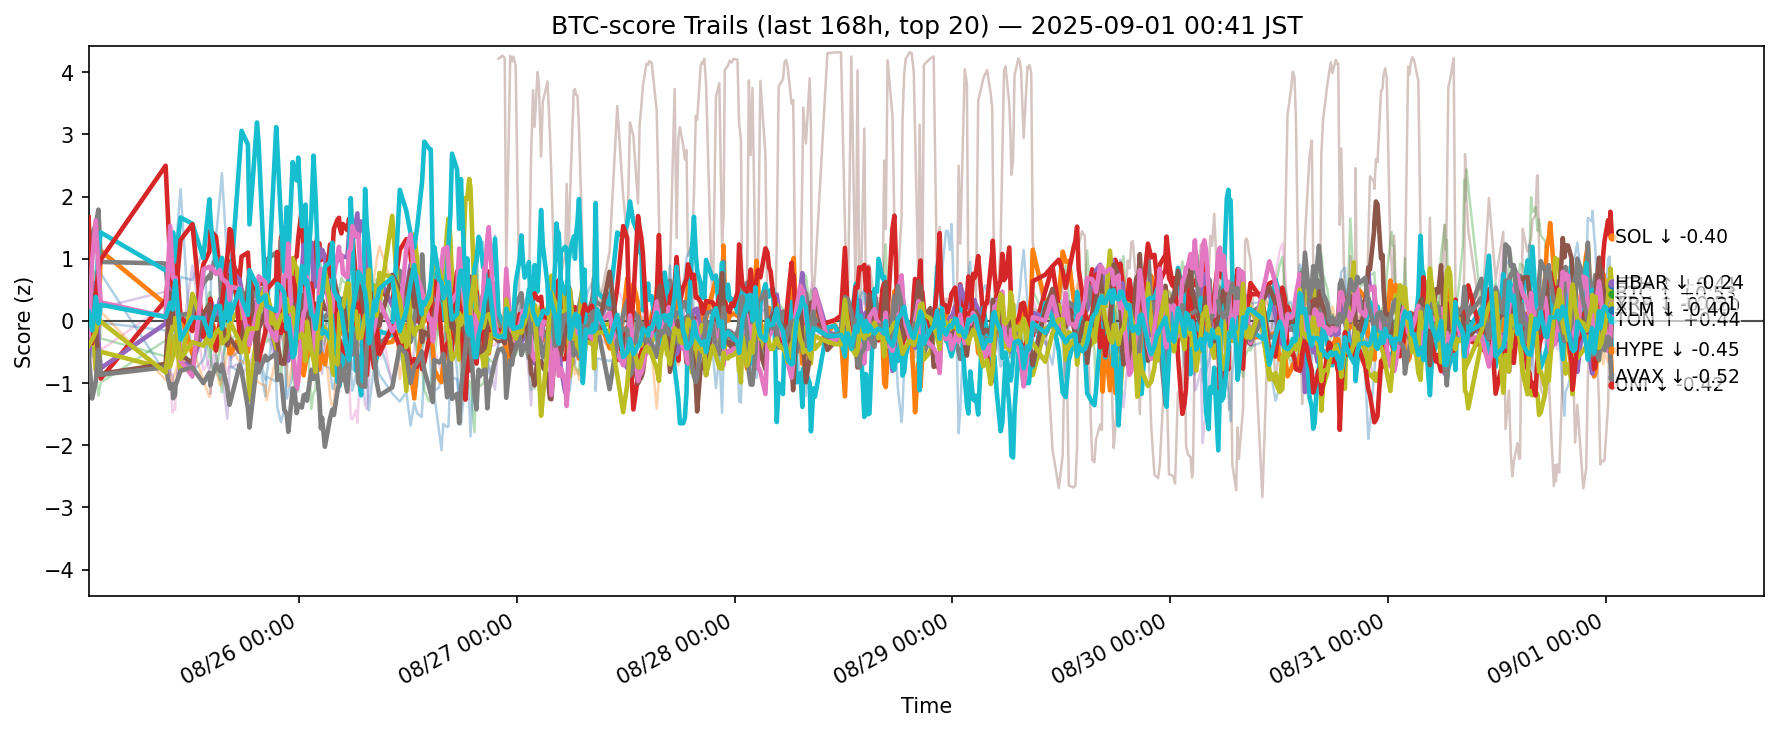 BTC-score Trails (last 168h, top 20) — 2025-09-01 00:41 JST
Score (z)
4
3
2
1
0
−1
−2
−3
−4
SOL ↓ -0.40
HBAR ↓ -0.24
XLM ↓ -0.40
TON ↑ +0.44
HYPE ↓ -0.45
AVAX ↓ -0.52
UNI ↓ -0.42
08/26 00:00
08/27 00:00
08/28 00:00
08/29 00:00
08/30 00:00
08/31 00:00
09/01 00:00
Time